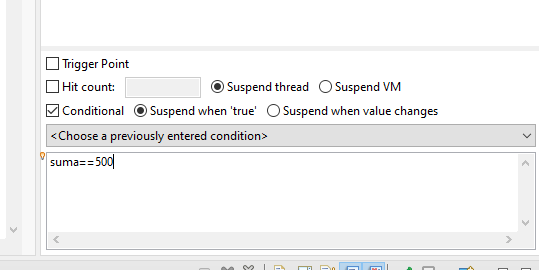 Trigger Point
Hit count: Suspend thread Suspend VM
Conditional Suspend when 'true' Suspend when value changes
<Choose a previously entered condition>
suma==500